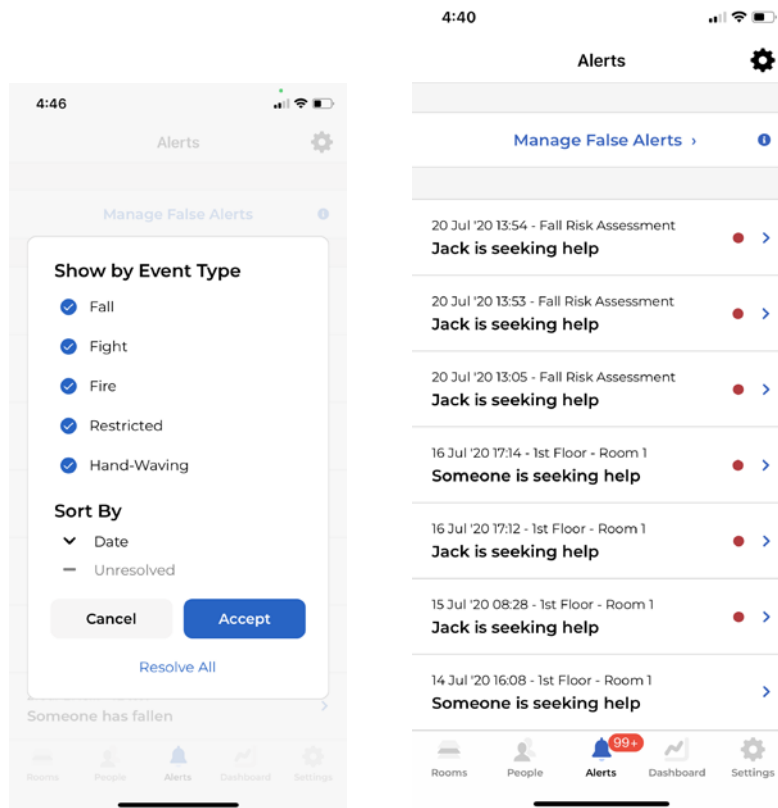 4:46
Alerts
Manage False Alerts
Show by Event Type
Fall
Fight
Fire
Restricted
Hand-Waving
Sort By
Date
Unresolved
Cancel Accept
Resolve All
Someone has fallen
Rooms People Alerts Dashboard Settings
4:40
Alerts
Manage False Alerts ›
20 Jul '20 13:54 - Fall Risk Assessment
Jack is seeking help
20 Jul '20 13:53 - Fall Risk Assessment
Jack is seeking help
20 Jul '20 13:05 - Fall Risk Assessment
Jack is seeking help
16 Jul '20 17:14 - 1st Floor - Room 1
Someone is seeking help
16 Jul '20 17:12 - 1st Floor - Room 1
Jack is seeking help
15 Jul '20 08:28 - 1st Floor - Room 1
Jack is seeking help
14 Jul '20 16:08 - 1st Floor - Room 1
Someone is seeking help
99+
Rooms People Alerts Dashboard Settings